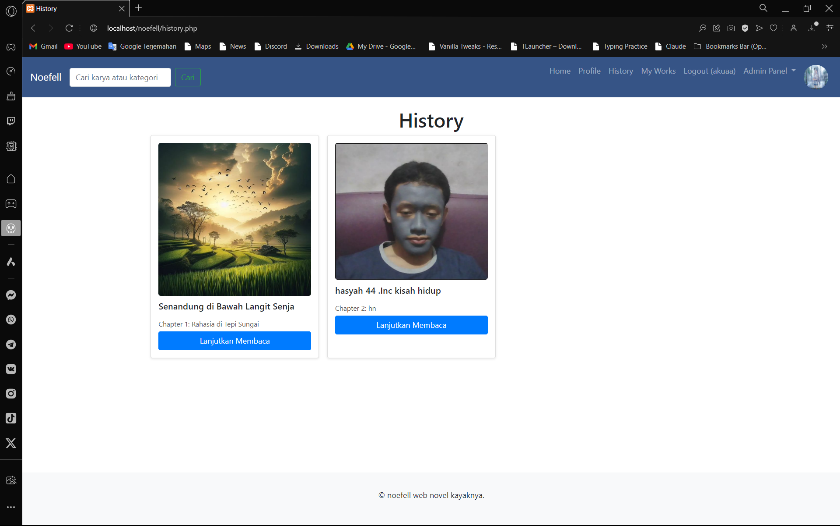 History
localhost/noefell/history.php
Gmail YouTube Google Terjemahan Maps News Discord Downloads My Drive - Google... Vanilla Tweaks - Res... TLauncher – Downl... Typing Practice Claude Bookmarks Bar (Op...
Noefell Cari karya atau kategori Cari Home Profile History My Works Logout (akuaa) Admin Panel
History
Senandung di Bawah Langit Senja
Chapter 1: Rahasia di Tepi Sungai
Lanjutkan Membaca
hasyah 44 .Inc kisah hidup
Chapter 2: hn
Lanjutkan Membaca
© noefell web novel kayaknya.